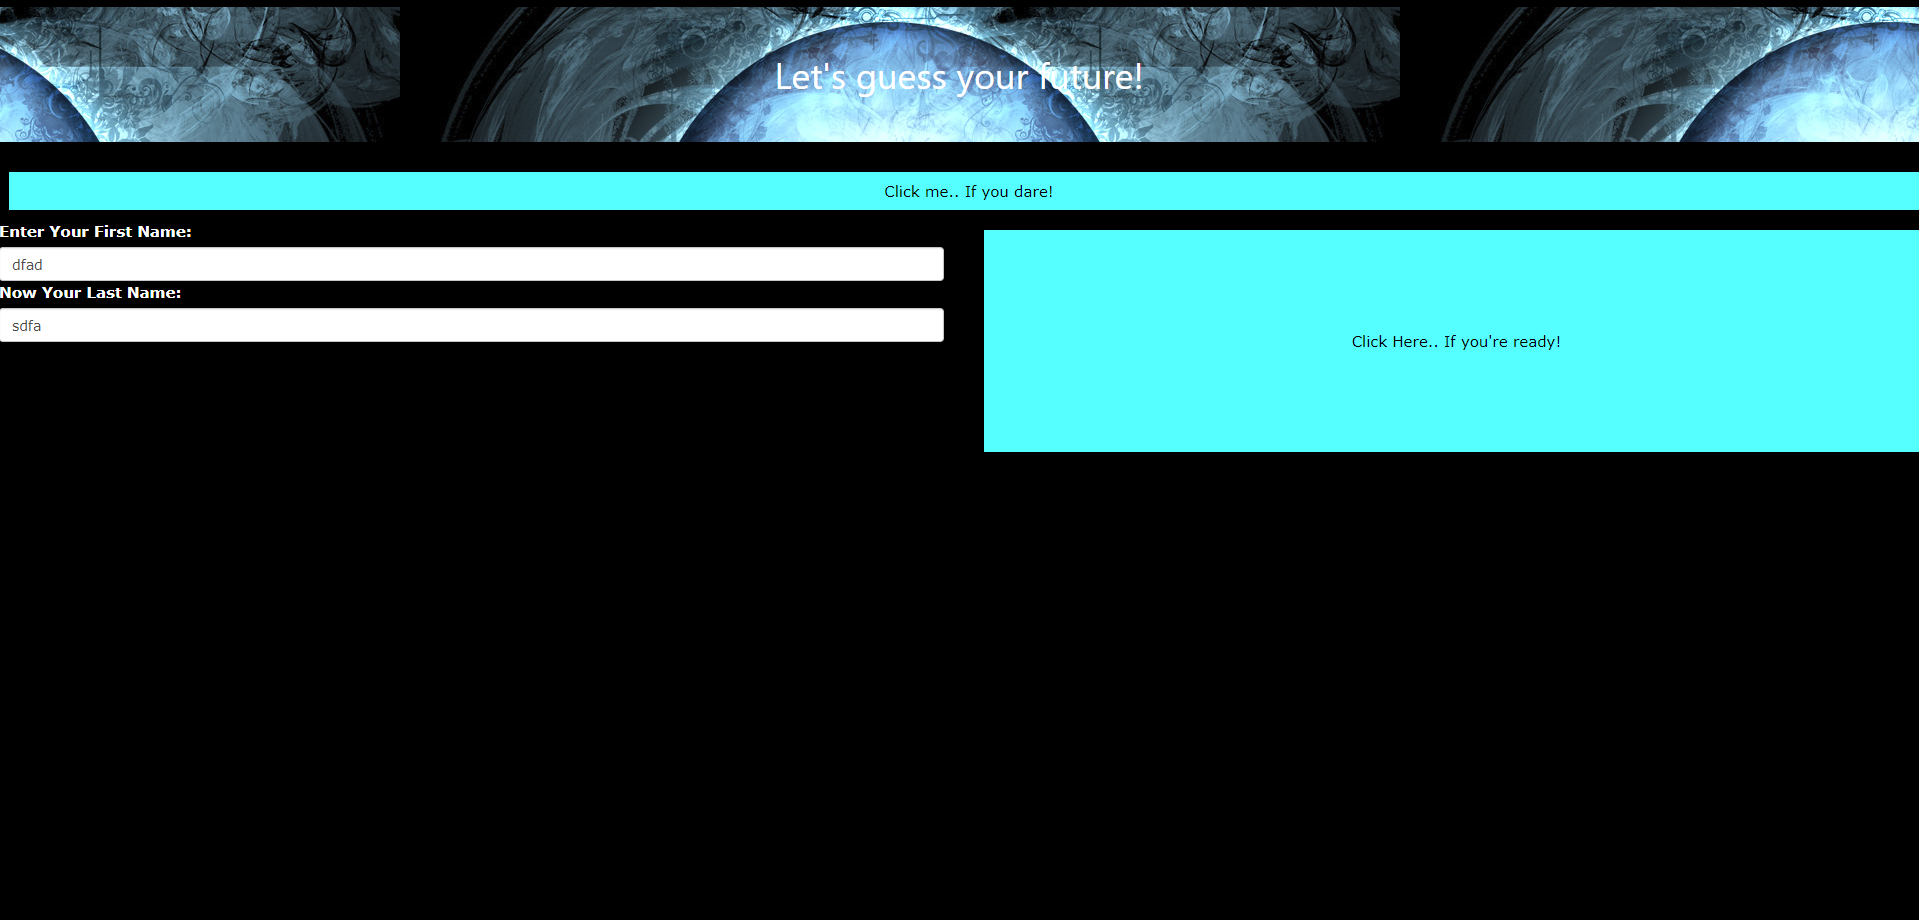 Let's guess your future!
Click me.. If you dare!
Enter Your First Name:
dfad
Now Your Last Name:
sdfa
Click Here.. If you're ready!